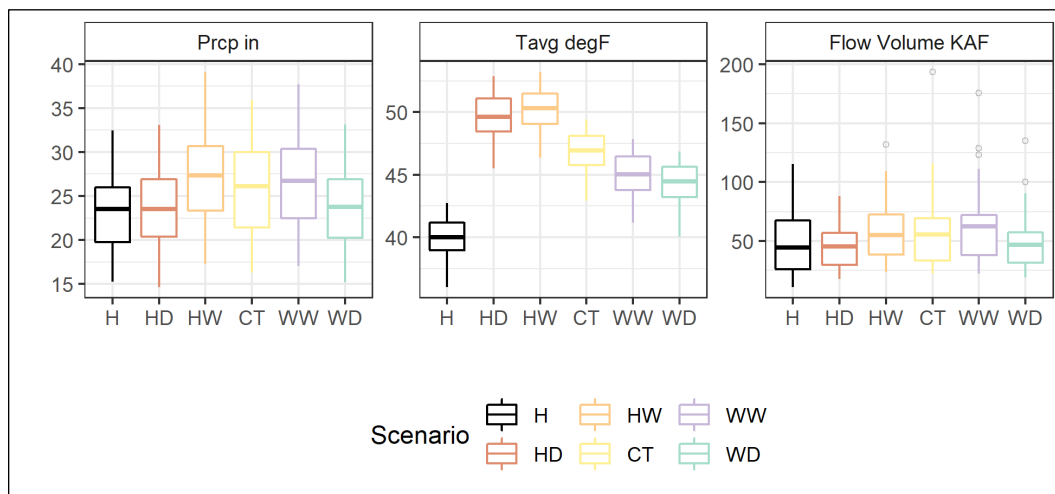 Prcp in
Tavg degF
Flow Volume KAF
40
35
30
25
20
15
50
45
40
200
150
100
50
H HD HW CT WW WD
H HD HW CT WW WD
H HD HW CT WW WD
Scenario
H HW WW
HD CT WD